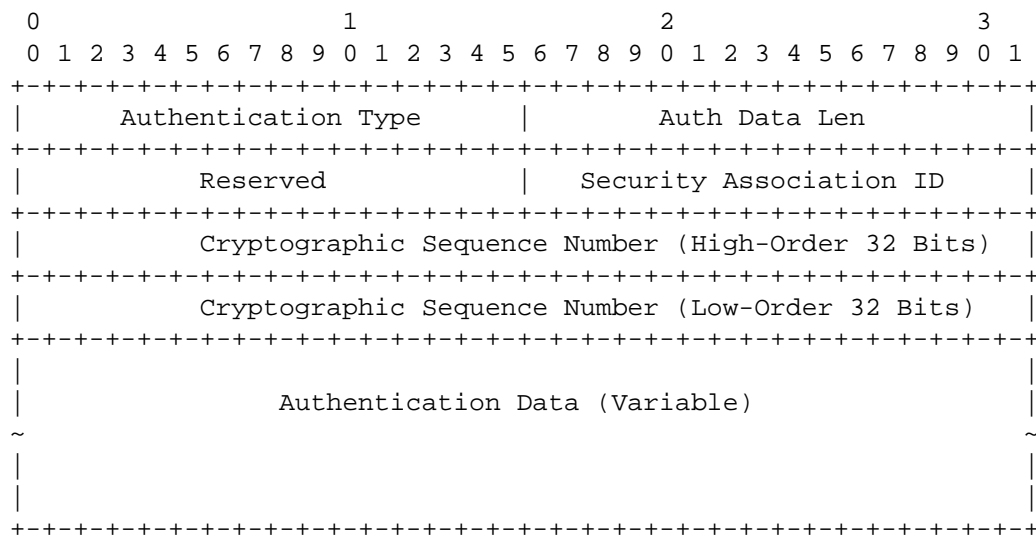 0                   1                   2                   3
 0 1 2 3 4 5 6 7 8 9 0 1 2 3 4 5 6 7 8 9 0 1 2 3 4 5 6 7 8 9 0 1
+-+-+-+-+-+-+-+-+-+-+-+-+-+-+-+-+-+-+-+-+-+-+-+-+-+-+-+-+-+-+-+-+
|      Authentication Type      |        Auth Data Len          |
+-+-+-+-+-+-+-+-+-+-+-+-+-+-+-+-+-+-+-+-+-+-+-+-+-+-+-+-+-+-+-+-+
|           Reserved            |   Security Association ID     |
+-+-+-+-+-+-+-+-+-+-+-+-+-+-+-+-+-+-+-+-+-+-+-+-+-+-+-+-+-+-+-+-+
|           Cryptographic Sequence Number (High-Order 32 Bits)  |
+-+-+-+-+-+-+-+-+-+-+-+-+-+-+-+-+-+-+-+-+-+-+-+-+-+-+-+-+-+-+-+-+
|           Cryptographic Sequence Number (Low-Order 32 Bits)   |
+-+-+-+-+-+-+-+-+-+-+-+-+-+-+-+-+-+-+-+-+-+-+-+-+-+-+-+-+-+-+-+-+
|                                                               |
|                Authentication Data (Variable)                 |
~                                                               ~
|                                                               |
|                                                               |
+-+-+-+-+-+-+-+-+-+-+-+-+-+-+-+-+-+-+-+-+-+-+-+-+-+-+-+-+-+-+-+-+